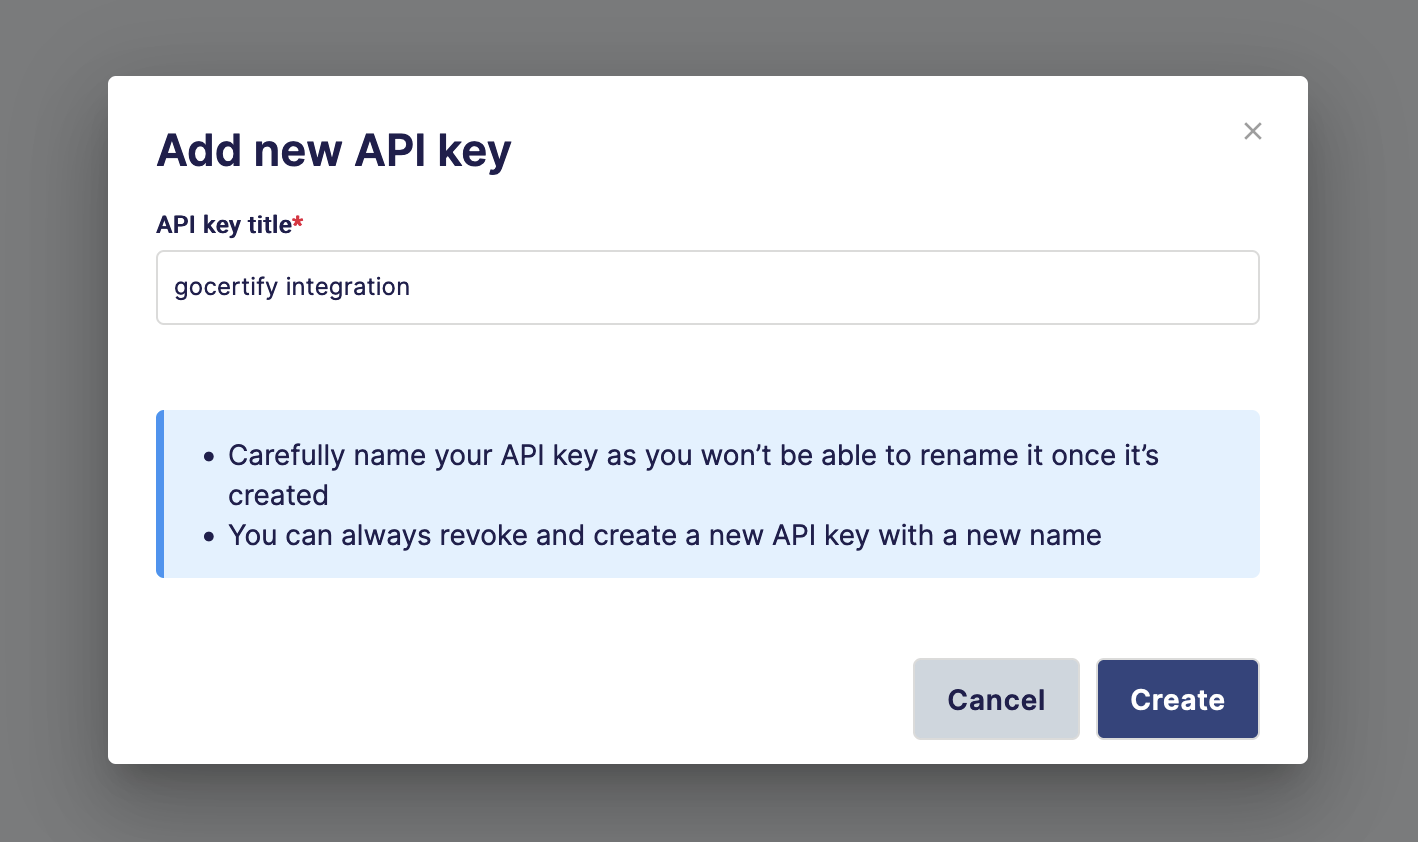 Add new API key
API key title*
gocertify integration
• Carefully name your API key as you won’t be able to rename it once it’s
created
• You can always revoke and create a new API key with a new name
Cancel
Create